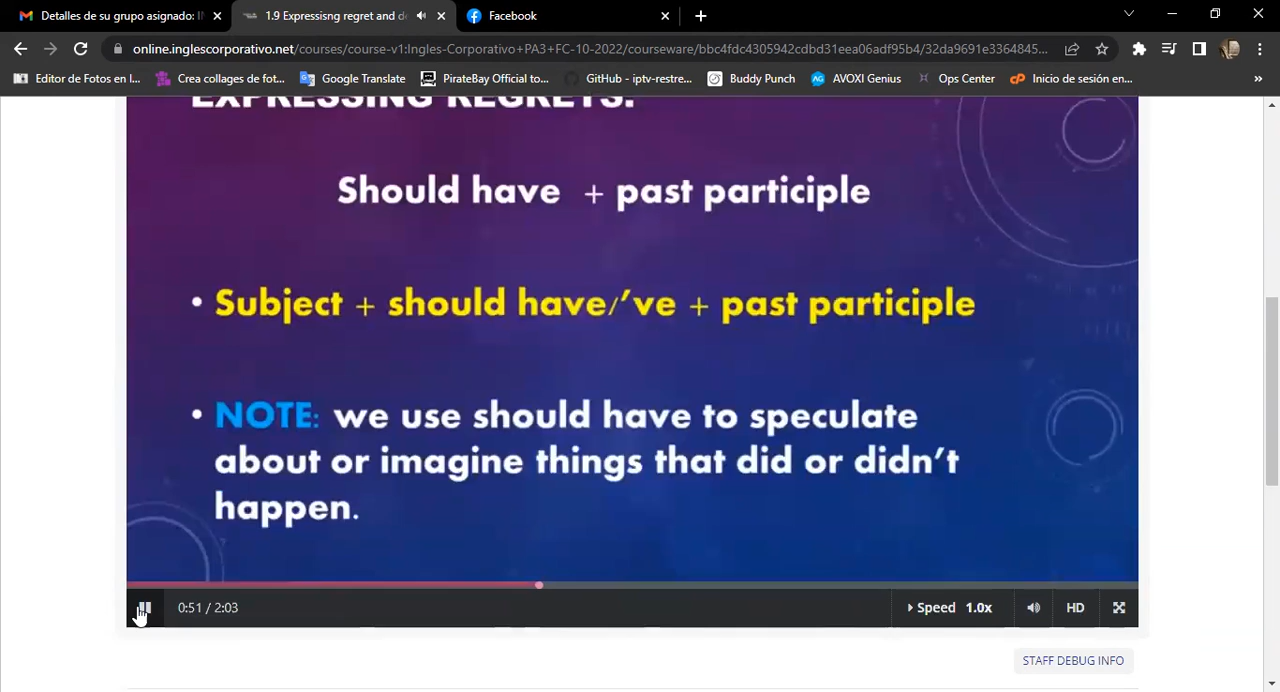 Detalles de su grupo asignado: I
1.9 Expressisng regret and de
Facebook
online.inglescorporativo.net/courses/course-v1:Ingles-Corporativo+PA3+FC-10-2022/courseware/bbc4fdc4305942cdbd31eea06adf95b4/32da9691e3364845...
Editor de Fotos en l...
Crea collages de fot...
Google Translate
PirateBay Official to...
GitHub - iptv-restre...
Buddy Punch
AVOXI Genius
Ops Center
Inicio de sesión en...
»
EXPRESSING REGRETS:
Should have + past participle
• Subject + should have/'ve + past participle
• NOTE: we use should have to speculate
about or imagine things that did or didn't
happen.
0:51 / 2:03
Speed 1.0x
HD
STAFF DEBUG INFO